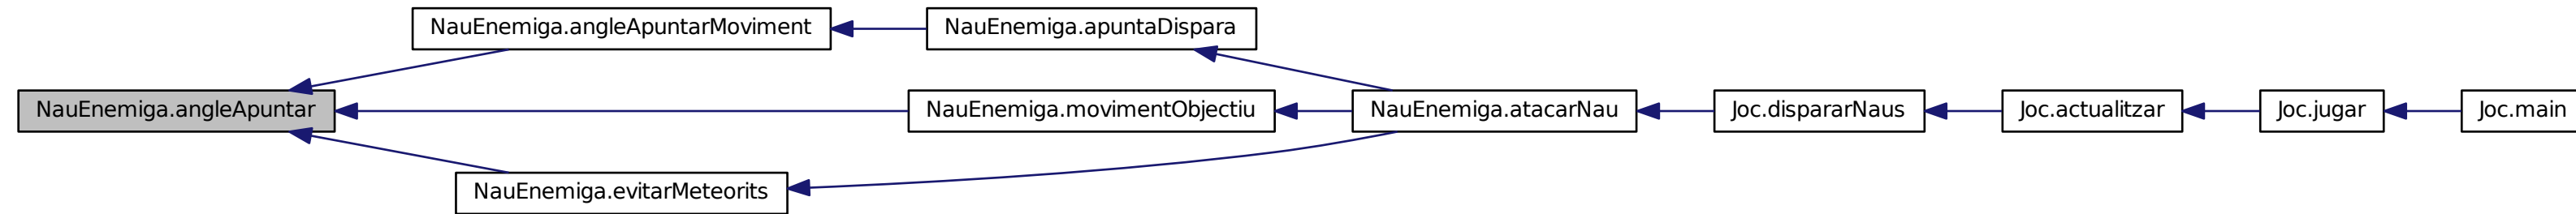 NauEnemiga.angleApuntarMoviment
NauEnemiga.apuntaDispara
NauEnemiga.angleApuntar
NauEnemiga.movimentObjectiu
NauEnemiga.atacarNau
Joc.dispararNaus
Joc.actualitzar
Joc.jugar
Joc.main
NauEnemiga.evitarMeteorits